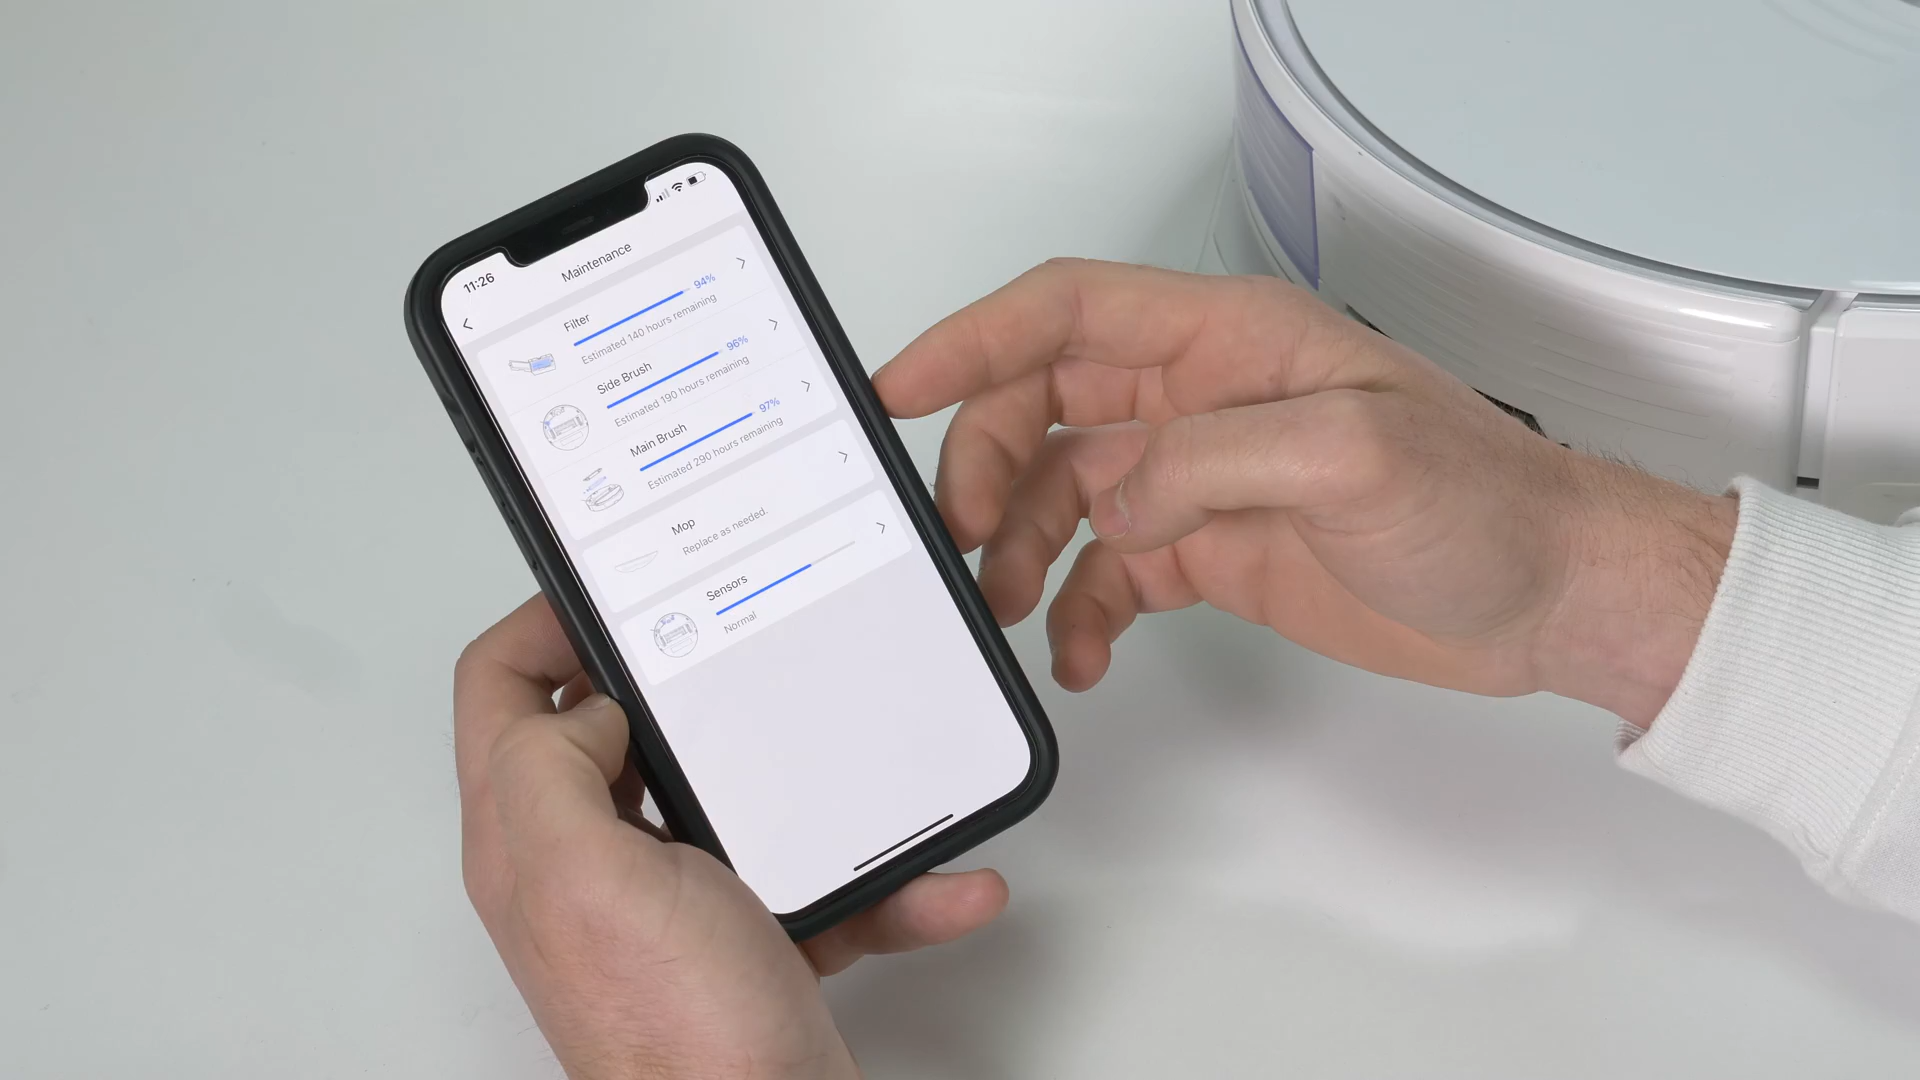 11:26
Maintenance
Filter
94%
Estimated 140 hours remaining
Side Brush
96%
Estimated 190 hours remaining
Main Brush
97%
Estimated 290 hours remaining
Mop
Replace as needed.
Sensors
Normal